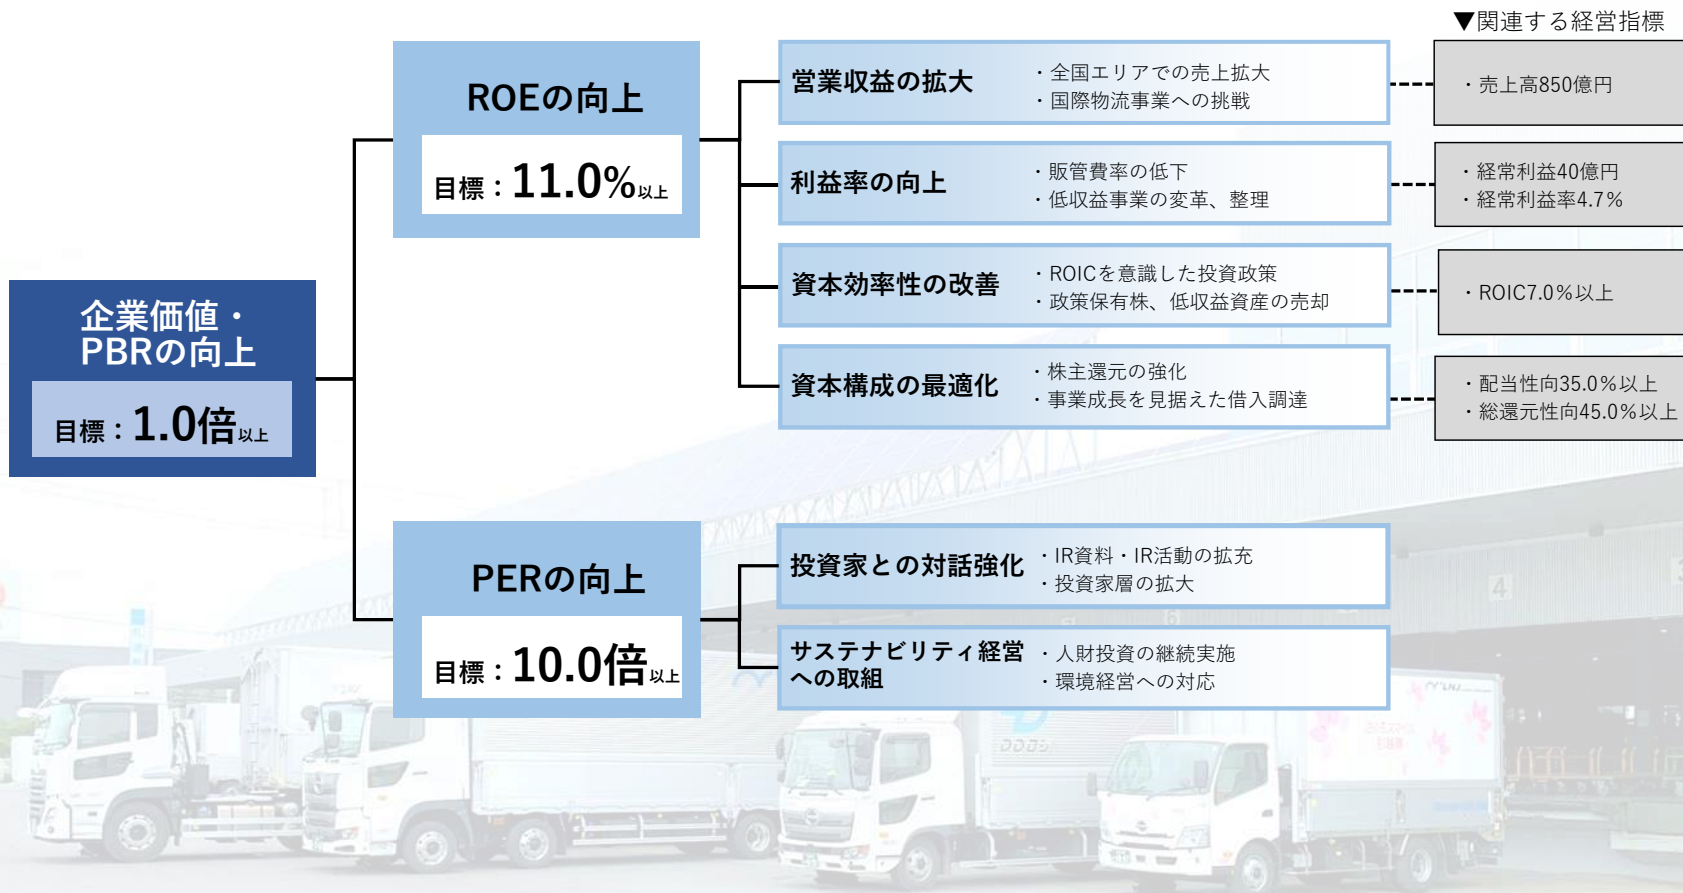 ▼関連する経営指標
企業価値・
PBRの向上
目標：1.0倍以上
ROEの向上
目標：11.0%以上
営業収益の拡大
・全国エリアでの売上拡大
・国際物流事業への挑戦
・売上高850億円
利益率の向上
・販管費率の低下
・低収益事業の変革、整理
・経常利益40億円
・経常利益率4.7%
資本効率性の改善
・ROICを意識した投資政策
・政策保有株、低収益資産の売却
・ROIC7.0%以上
資本構成の最適化
・株主還元の強化
・事業成長を見据えた借入調達
・配当性向35.0%以上
・総還元性向45.0%以上
PERの向上
目標：10.0倍以上
投資家との対話強化
・IR資料・IR活動の拡充
・投資家層の拡大
サステナビリティ経営
への取組
・人財投資の継続実施
・環境経営への対応
4
6